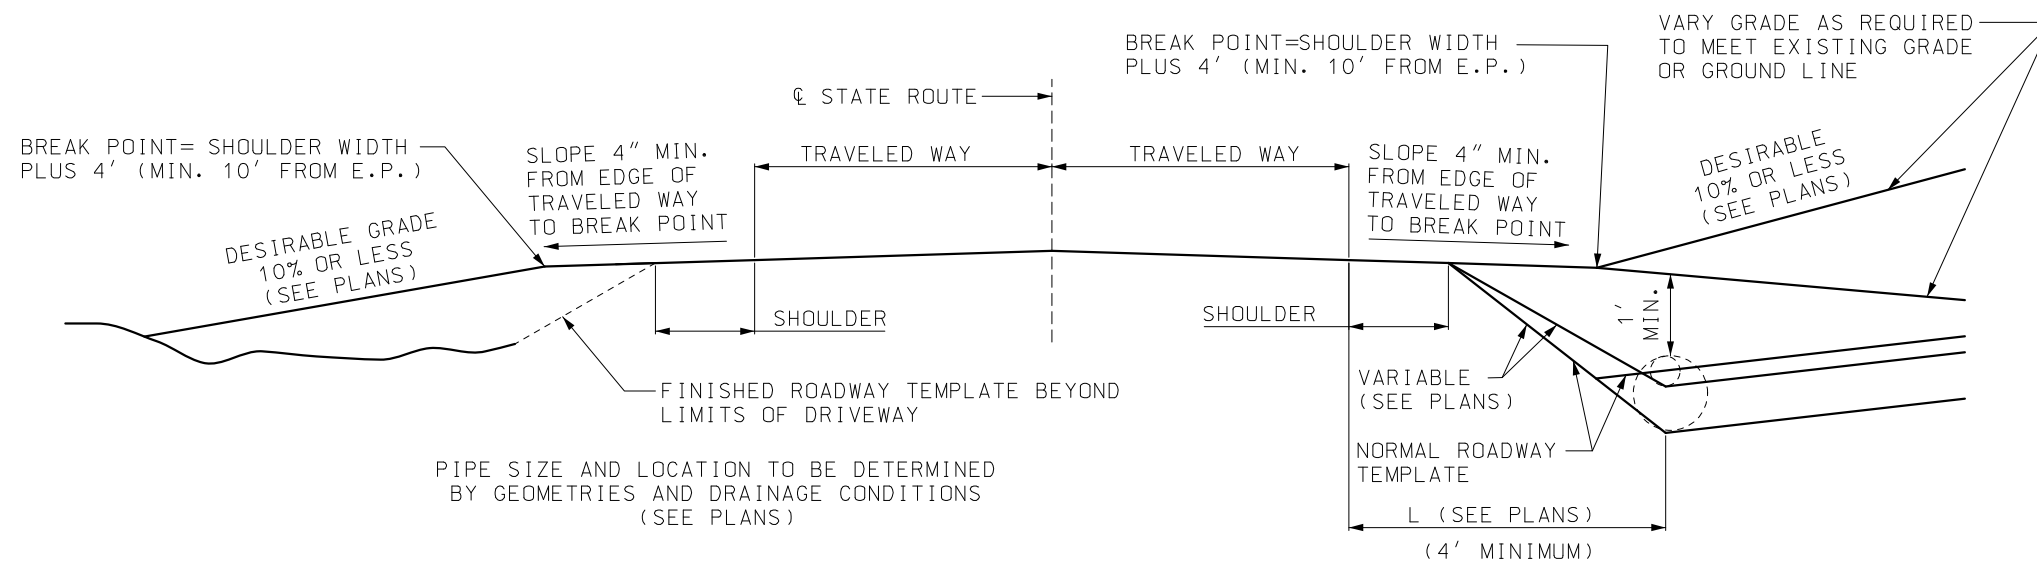 VARY GRADE AS REQUIRED
TO MEET EXISTING GRADE
OR GROUND LINE
BREAK POINT=SHOULDER WIDTH
PLUS 4' (MIN. 10' FROM E.P.)
℄ STATE ROUTE
BREAK POINT= SHOULDER WIDTH
PLUS 4' (MIN. 10' FROM E.P.)
SLOPE 4" MIN.
FROM EDGE OF
TRAVELED WAY
TO BREAK POINT
TRAVELED WAY
TRAVELED WAY
SLOPE 4" MIN.
FROM EDGE OF
TRAVELED WAY
TO BREAK POINT
DESIRABLE
10% OR LESS
(SEE PLANS)
DESIRABLE GRADE
10% OR LESS
(SEE PLANS)
SHOULDER
SHOULDER
1'
MIN.
FINISHED ROADWAY TEMPLATE BEYOND
LIMITS OF DRIVEWAY
VARIABLE
(SEE PLANS)
NORMAL ROADWAY
TEMPLATE
PIPE SIZE AND LOCATION TO BE DETERMINED
BY GEOMETRIES AND DRAINAGE CONDITIONS
(SEE PLANS)
L (SEE PLANS)
(4' MINIMUM)